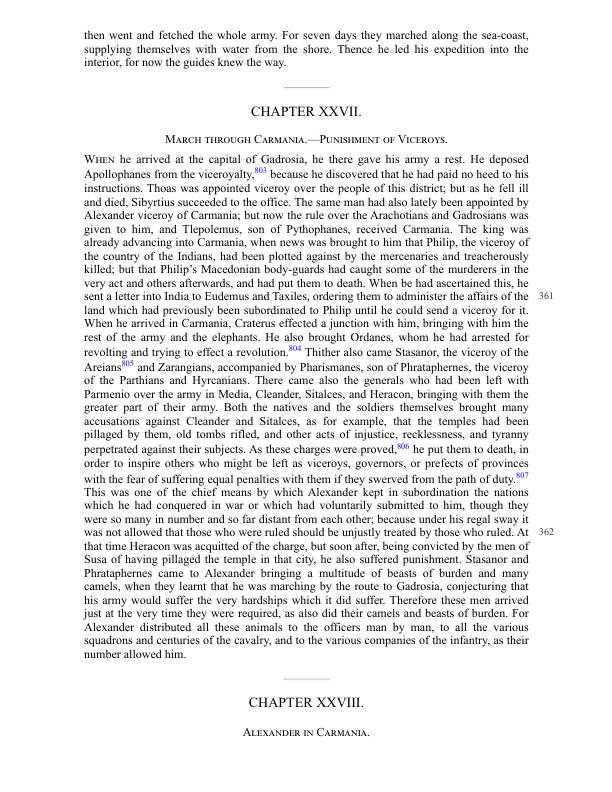 then went and fetched the whole army. For seven days they marched along the sea-coast,
supplying themselves with water from the shore. Thence he led his expedition into the
interior, for now the guides knew the way.
CHAPTER XXVII.
March through Carmania.—Punishment of Viceroys.
When he arrived at the capital of Gadrosia, he there gave his army a rest. He deposed
Apollophanes from the viceroyalty,803 because he discovered that he had paid no heed to his
instructions. Thoas was appointed viceroy over the people of this district; but as he fell ill
and died, Sibyrtius succeeded to the office. The same man had also lately been appointed by
Alexander viceroy of Carmania; but now the rule over the Arachotians and Gadrosians was
given to him, and Tlepolemus, son of Pythophanes, received Carmania. The king was
already advancing into Carmania, when news was brought to him that Philip, the viceroy of
the country of the Indians, had been plotted against by the mercenaries and treacherously
killed; but that Philip’s Macedonian body-guards had caught some of the murderers in the
very act and others afterwards, and had put them to death. When be had ascertained this, he
sent a letter into India to Eudemus and Taxiles, ordering them to administer the affairs of the 361
land which had previously been subordinated to Philip until he could send a viceroy for it.
When he arrived in Carmania, Craterus effected a junction with him, bringing with him the
rest of the army and the elephants. He also brought Ordanes, whom he had arrested for
revolting and trying to effect a revolution.804 Thither also came Stasanor, the viceroy of the
Areians805 and Zarangians, accompanied by Pharismanes, son of Phrataphernes, the viceroy
of the Parthians and Hyrcanians. There came also the generals who had been left with
Parmenio over the army in Media, Cleander, Sitalces, and Heracon, bringing with them the
greater part of their army. Both the natives and the soldiers themselves brought many
accusations against Cleander and Sitalces, as for example, that the temples had been
pillaged by them, old tombs rifled, and other acts of injustice, recklessness, and tyranny
perpetrated against their subjects. As these charges were proved,806 he put them to death, in
order to inspire others who might be left as viceroys, governors, or prefects of provinces
with the fear of suffering equal penalties with them if they swerved from the path of duty.807
This was one of the chief means by which Alexander kept in subordination the nations
which he had conquered in war or which had voluntarily submitted to him, though they
were so many in number and so far distant from each other; because under his regal sway it
was not allowed that those who were ruled should be unjustly treated by those who ruled. At 362
that time Heracon was acquitted of the charge, but soon after, being convicted by the men of
Susa of having pillaged the temple in that city, he also suffered punishment. Stasanor and
Phrataphernes came to Alexander bringing a multitude of beasts of burden and many
camels, when they learnt that he was marching by the route to Gadrosia, conjecturing that
his army would suffer the very hardships which it did suffer. Therefore these men arrived
just at the very time they were required, as also did their camels and beasts of burden. For
Alexander distributed all these animals to the officers man by man, to all the various
squadrons and centuries of the cavalry, and to the various companies of the infantry, as their
number allowed him.
CHAPTER XXVIII.
Alexander in Carmania.